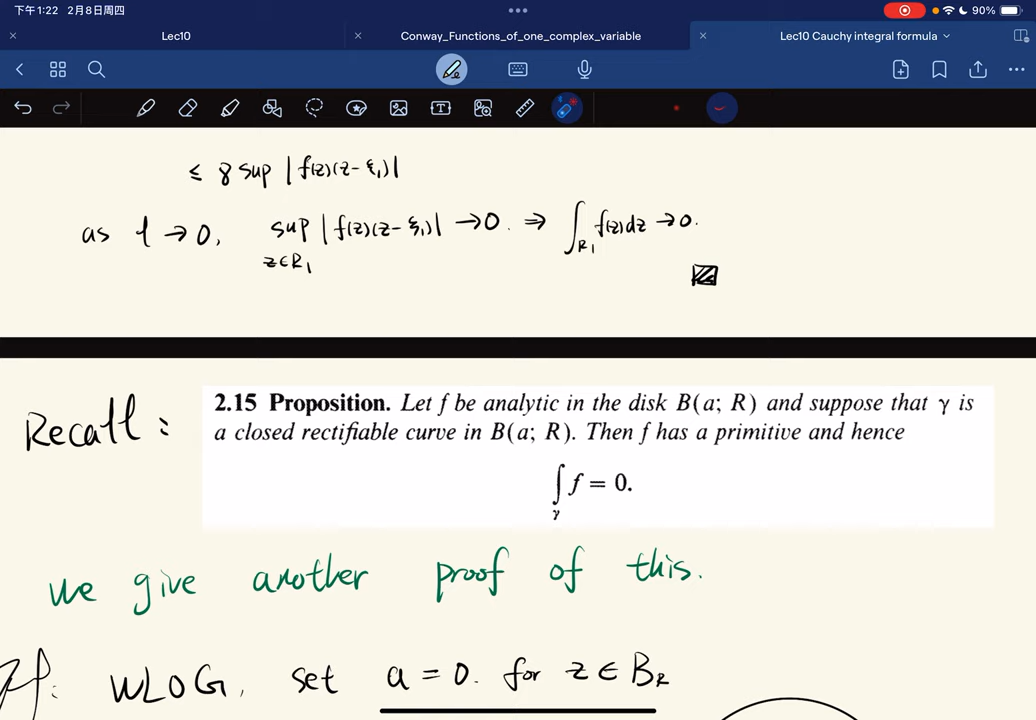 下午1:22 2月8日周四
90%
Lec10
Conway_Functions_of_one_complex_variable
Lec10 Cauchy integral formula
≤ 8 sup |f(z)(z-ξ₁)|
as l → 0, sup |f(z)(z-ξ₁)| → 0. ⇒ ∫ f(z)dz → 0.
z∈R₁ R₁
Recall:
2.15 Proposition. Let f be analytic in the disk B(a; R) and suppose that γ is
a closed rectifiable curve in B(a; R). Then f has a primitive and hence
∫ f = 0.
γ
we give another proof of this.
Pf: WLOG, set a = 0. for z ∈ B_R